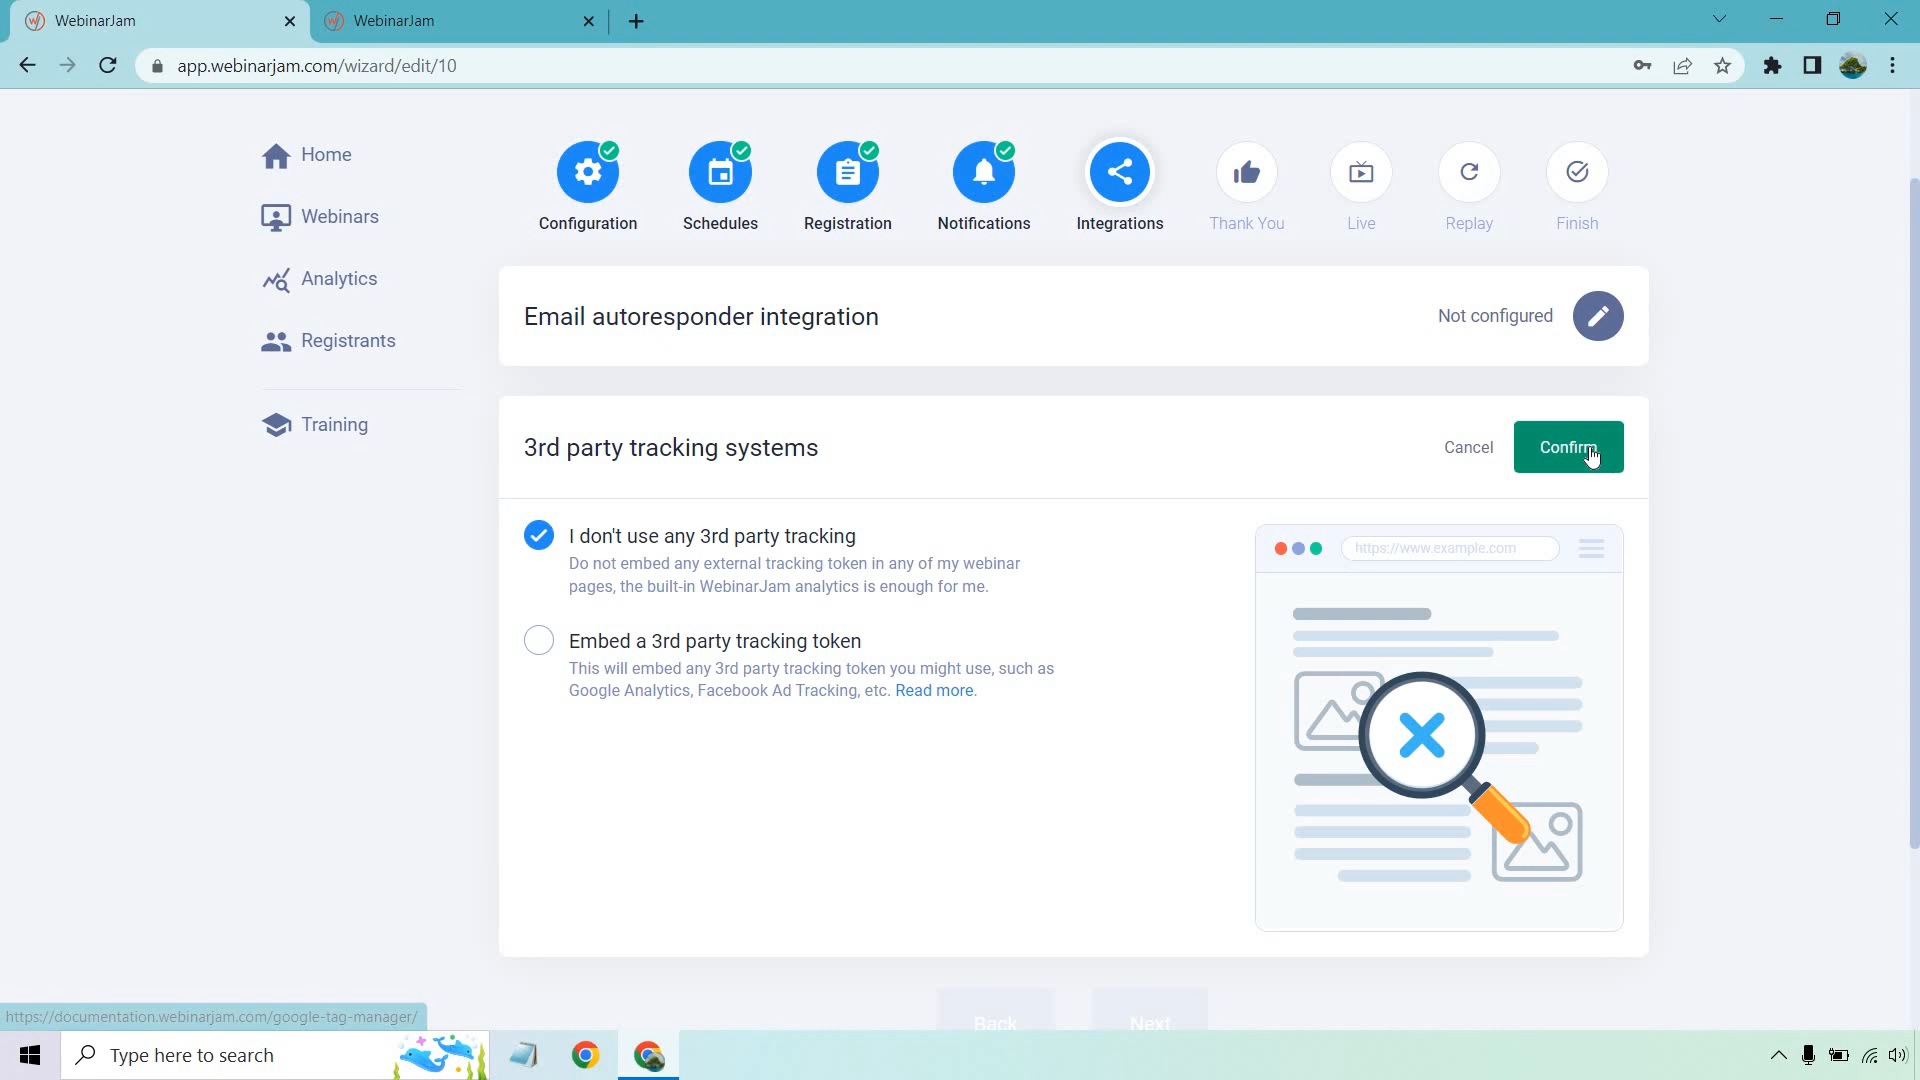 WebinarJam
WebinarJam
app.webinarjam.com/wizard/edit/10
Home
Webinars
Analytics
Registrants
Training
Configuration
Schedules
Registration
Notifications
Integrations
Thank You
Live
Replay
Finish
Email autoresponder integration
Not configured
3rd party tracking systems
Cancel
Confirm
I don't use any 3rd party tracking
Do not embed any external tracking token in any of my webinar
pages, the built-in WebinarJam analytics is enough for me.
Embed a 3rd party tracking token
This will embed any 3rd party tracking token you might use, such as
Google Analytics, Facebook Ad Tracking, etc. Read more.
https://www.example.com
Back
Next
https://documentation.webinarjam.com/google-tag-manager/
Type here to search